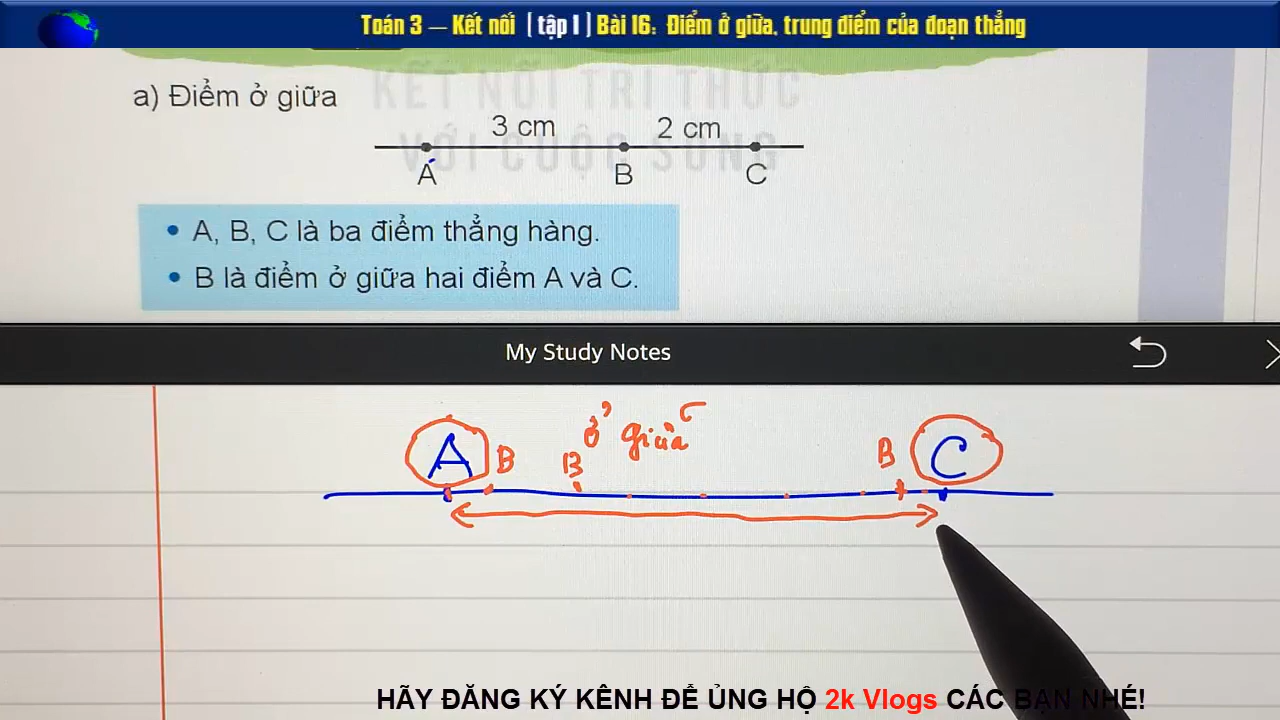 Toán 3 – Kết nối [ tập 1 ] Bài 16: Điểm ở giữa, trung điểm của đoạn thẳng
KẾT NỐI TRI THỨC
VỚI CUỘC SỐNG
a) Điểm ở giữa
3 cm 2 cm
A B C
• A, B, C là ba điểm thẳng hàng.
• B là điểm ở giữa hai điểm A và C.
My Study Notes
ở giữa
A B B B C
HÃY ĐĂNG KÝ KÊNH ĐỂ ỦNG HỘ 2k Vlogs CÁC BẠN NHÉ!